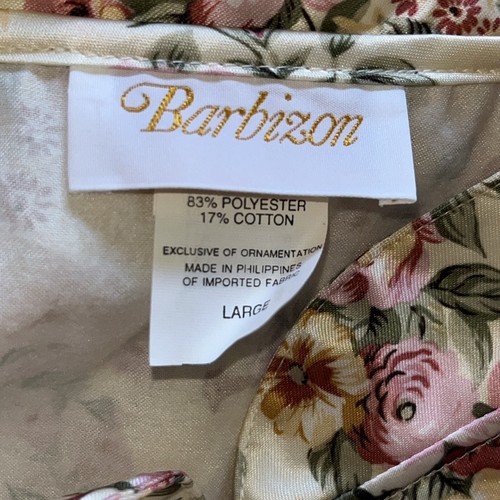 Barbizon
83% POLYESTER
17% COTTON
EXCLUSIVE OF ORNAMENTATION
MADE IN PHILIPPINES
OF IMPORTED FABRIC
LARGE